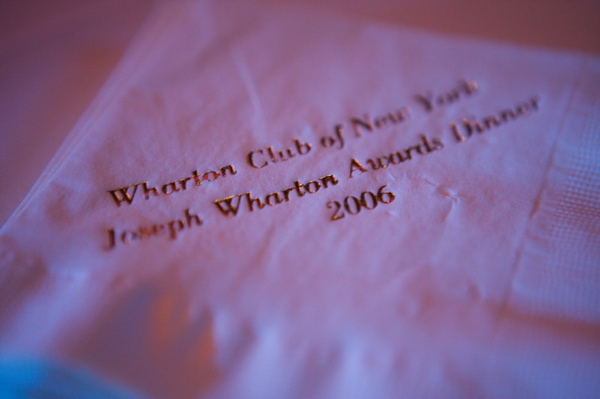 Wharton Club of New York
Joseph Wharton Awards Dinner
2006